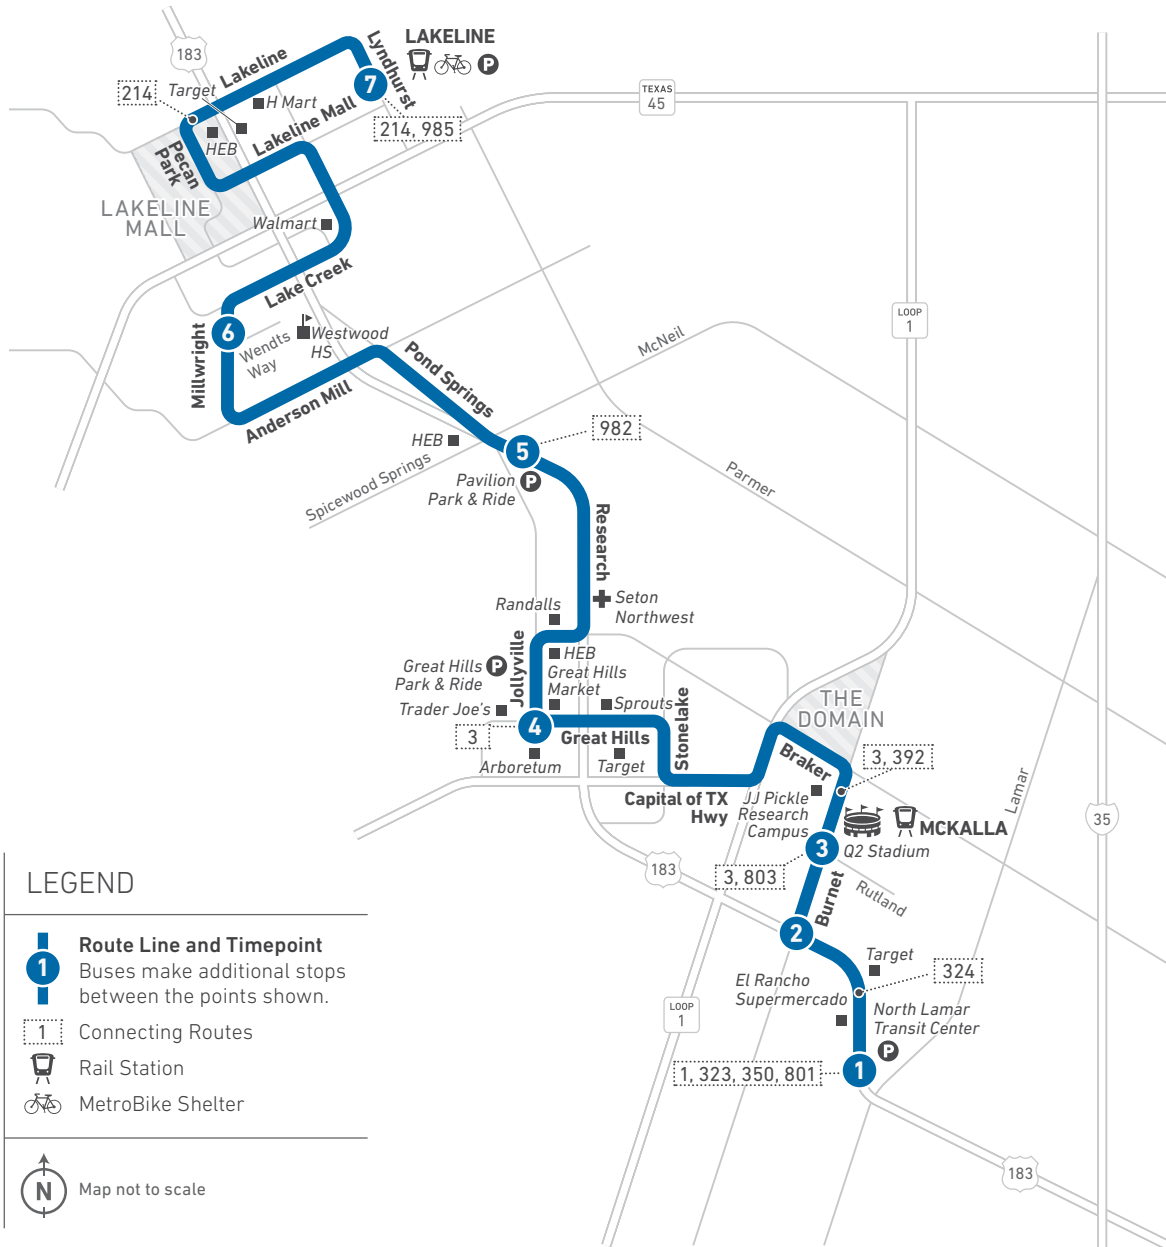 LAKELINE
183
Lakeline
Lyndhurst
7
214
Target
H Mart
TEXAS
45
Lakeline Mall
214, 985
HEB
Pecan
Park
LAKELINE
MALL
Walmart
Lake Creek
LOOP
1
6
Millwright
Wendts
Way
Westwood
HS
McNeil
Pond Springs
Anderson Mill
982
HEB
5
Spicewood Springs
Pavilion
Park & Ride
P
Parmer
Research
Randalls
Seton
Northwest
Jollyville
HEB
Great Hills
Park & Ride
P
Great Hills
Market
Trader Joe's
Sprouts
Stonelake
THE
DOMAIN
3
4
Great Hills
Arboretum
Target
Braker
3, 392
Capital of TX
Hwy
JJ Pickle
Research
Campus
Lamar
35
MCKALLA
3
Q2 Stadium
183
3, 803
Burnet
Rutland
2
Target
El Rancho
Supermercado
324
LOOP
1
North Lamar
Transit Center
P
1, 323, 350, 801
1
183
P
LEGEND
1
Route Line and Timepoint
Buses make additional stops
between the points shown.
1
Connecting Routes
Rail Station
MetroBike Shelter
N
Map not to scale